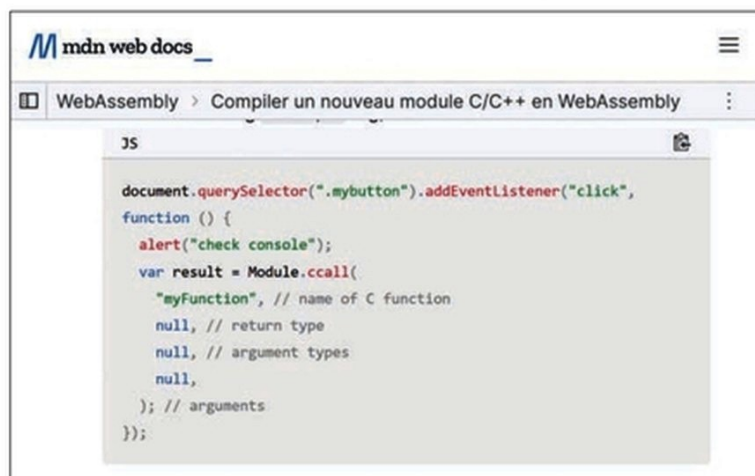 mdn web docs_
WebAssembly > Compiler un nouveau module C/C++ en WebAssembly
JS
document.querySelector(".mybutton").addEventListener("click",
function () {
alert("check console");
var result = Module.ccall(
"myFunction", // name of C function
null, // return type
null, // argument types
null,
); // arguments
});